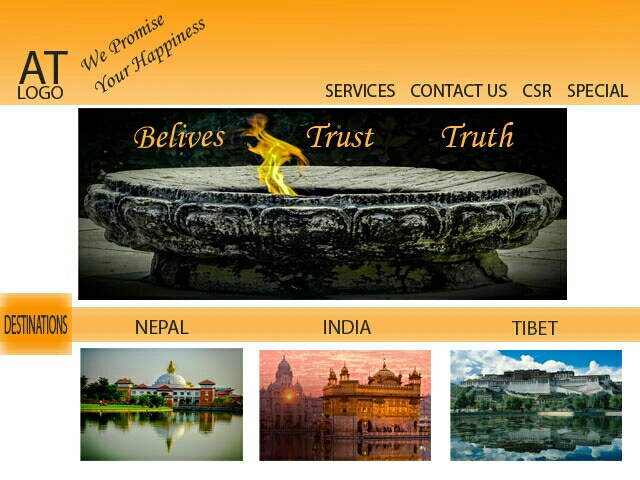 We Promise
Your Happiness
AT
LOGO
SERVICES CONTACT US CSR SPECIAL
Belives Trust Truth
DESTINATIONS NEPAL INDIA TIBET